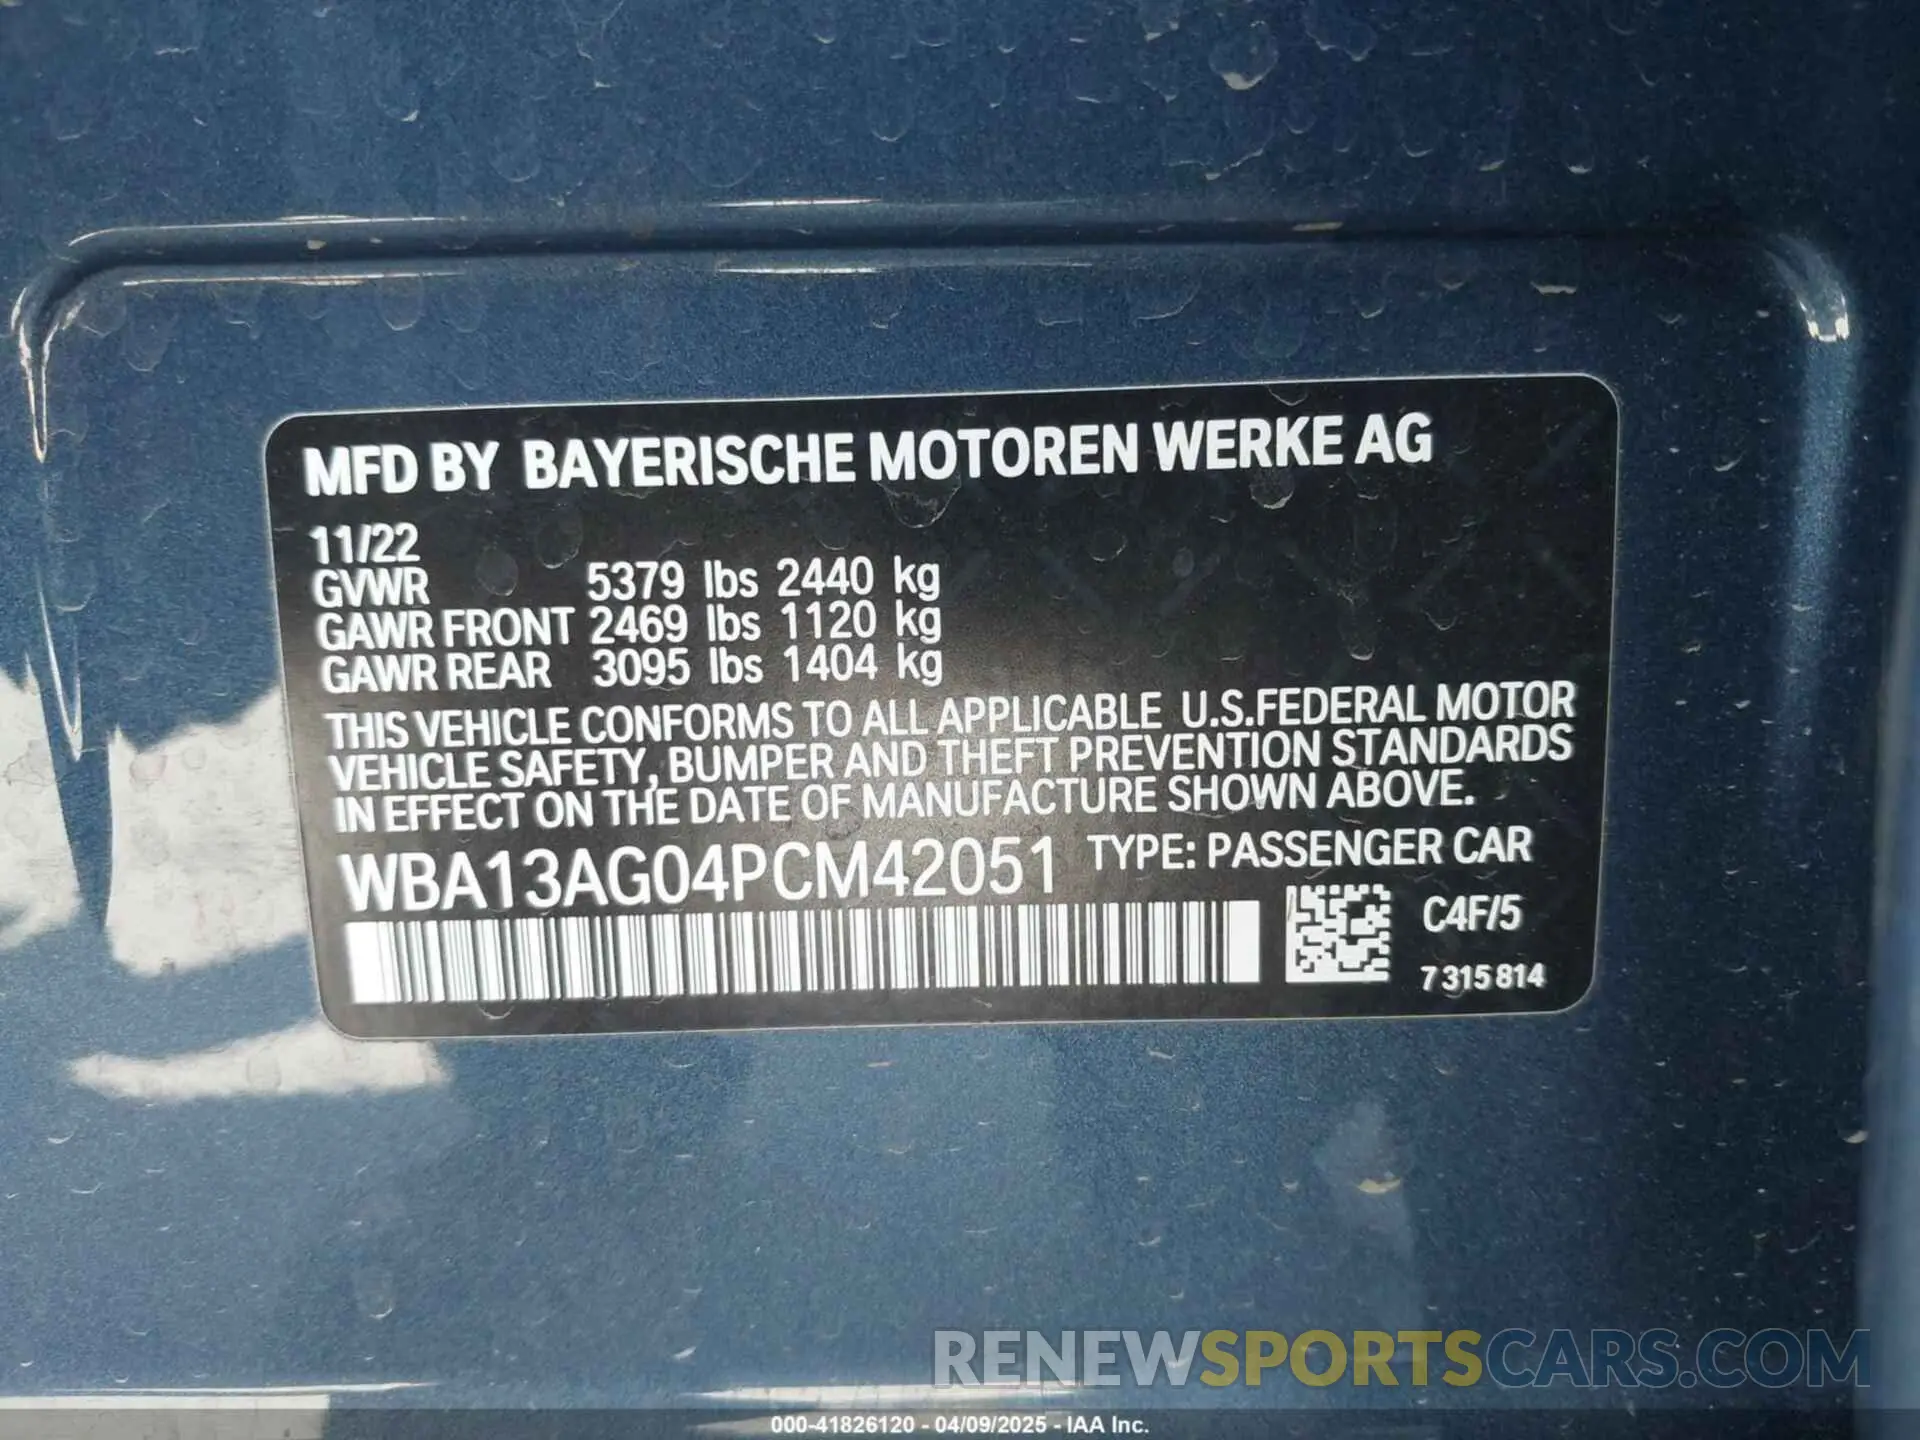 MFD BY BAYERISCHE MOTOREN WERKE AG
11/22
GVWR 5379 lbs 2440 kg
GAWR FRONT 2469 lbs 1120 kg
GAWR REAR 3095 lbs 1404 kg
THIS VEHICLE CONFORMS TO ALL APPLICABLE U.S.FEDERAL MOTOR
VEHICLE SAFETY, BUMPER AND THEFT PREVENTION STANDARDS
IN EFFECT ON THE DATE OF MANUFACTURE SHOWN ABOVE.
WBA13AG04PCM42051 TYPE: PASSENGER CAR
C4F/5
7 315 814
RENEWSPORTSCARS.COM
000-41826120 - 04/09/2025 - IAA Inc.